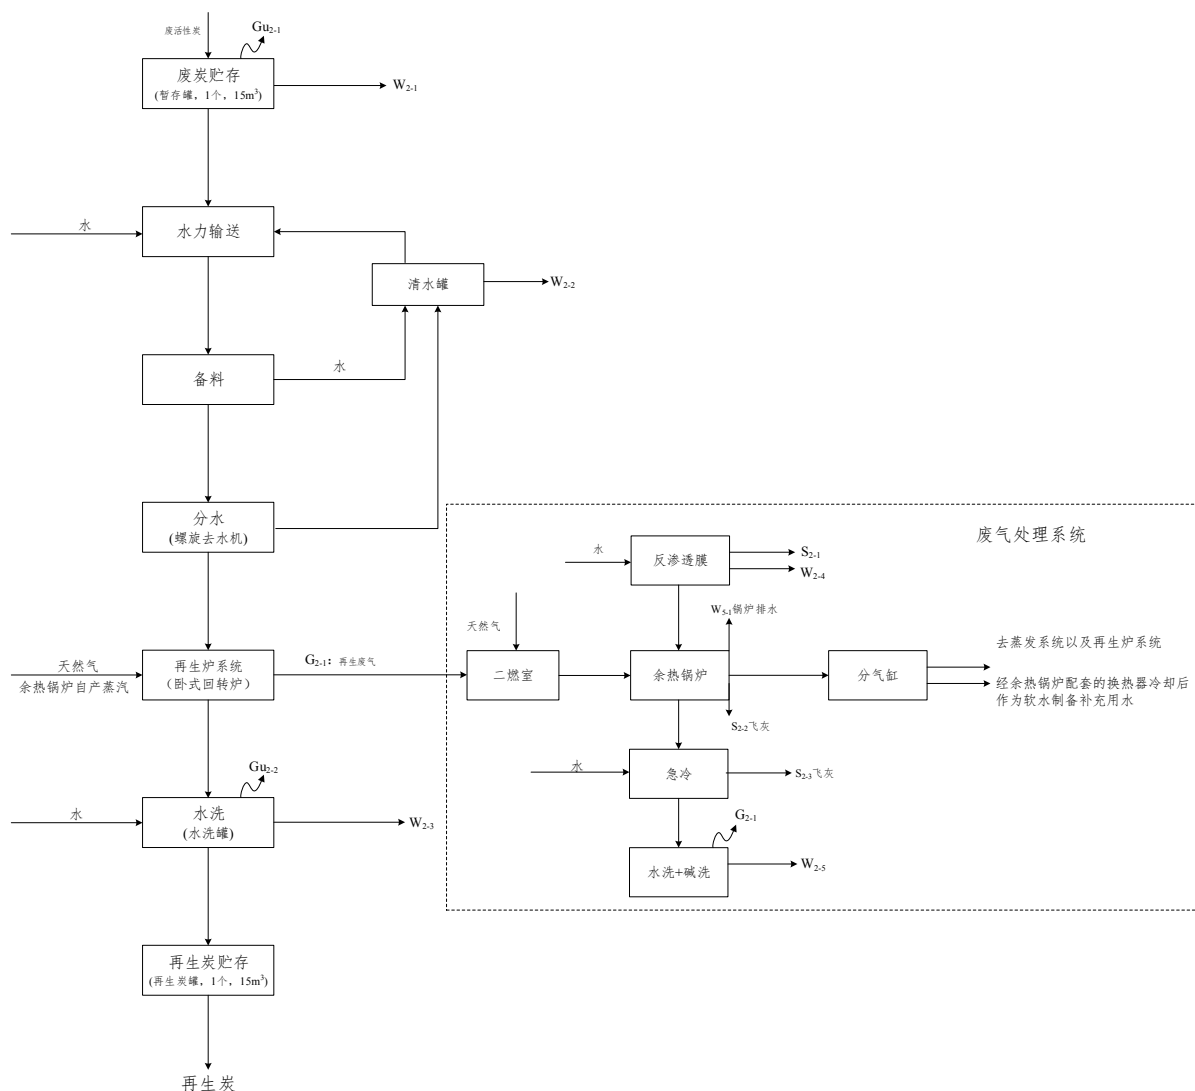 废活性炭
Gu2-1
废炭贮存
(暂存罐，1个，15m³)
W2-1
水
水力输送
清水罐
W2-2
备料
水
分水
(螺旋去水机)
废气处理系统
水
反渗透膜
S2-1
W2-4
W5-1锅炉排水
天然气
天然气
余热锅炉自产蒸汽
再生炉系统
（卧式回转炉）
G2-1：再生废气
二燃室
余热锅炉
分气缸
去蒸发系统以及再生炉系统
经余热锅炉配套的换热器冷却后
作为软水制备补充用水
S2-2飞灰
水
急冷
S2-3飞灰
Gu2-2
水
水洗
(水洗罐)
W2-3
G2-1
水洗+碱洗
W2-5
再生炭贮存
(再生炭罐，1个，15m³)
再生炭